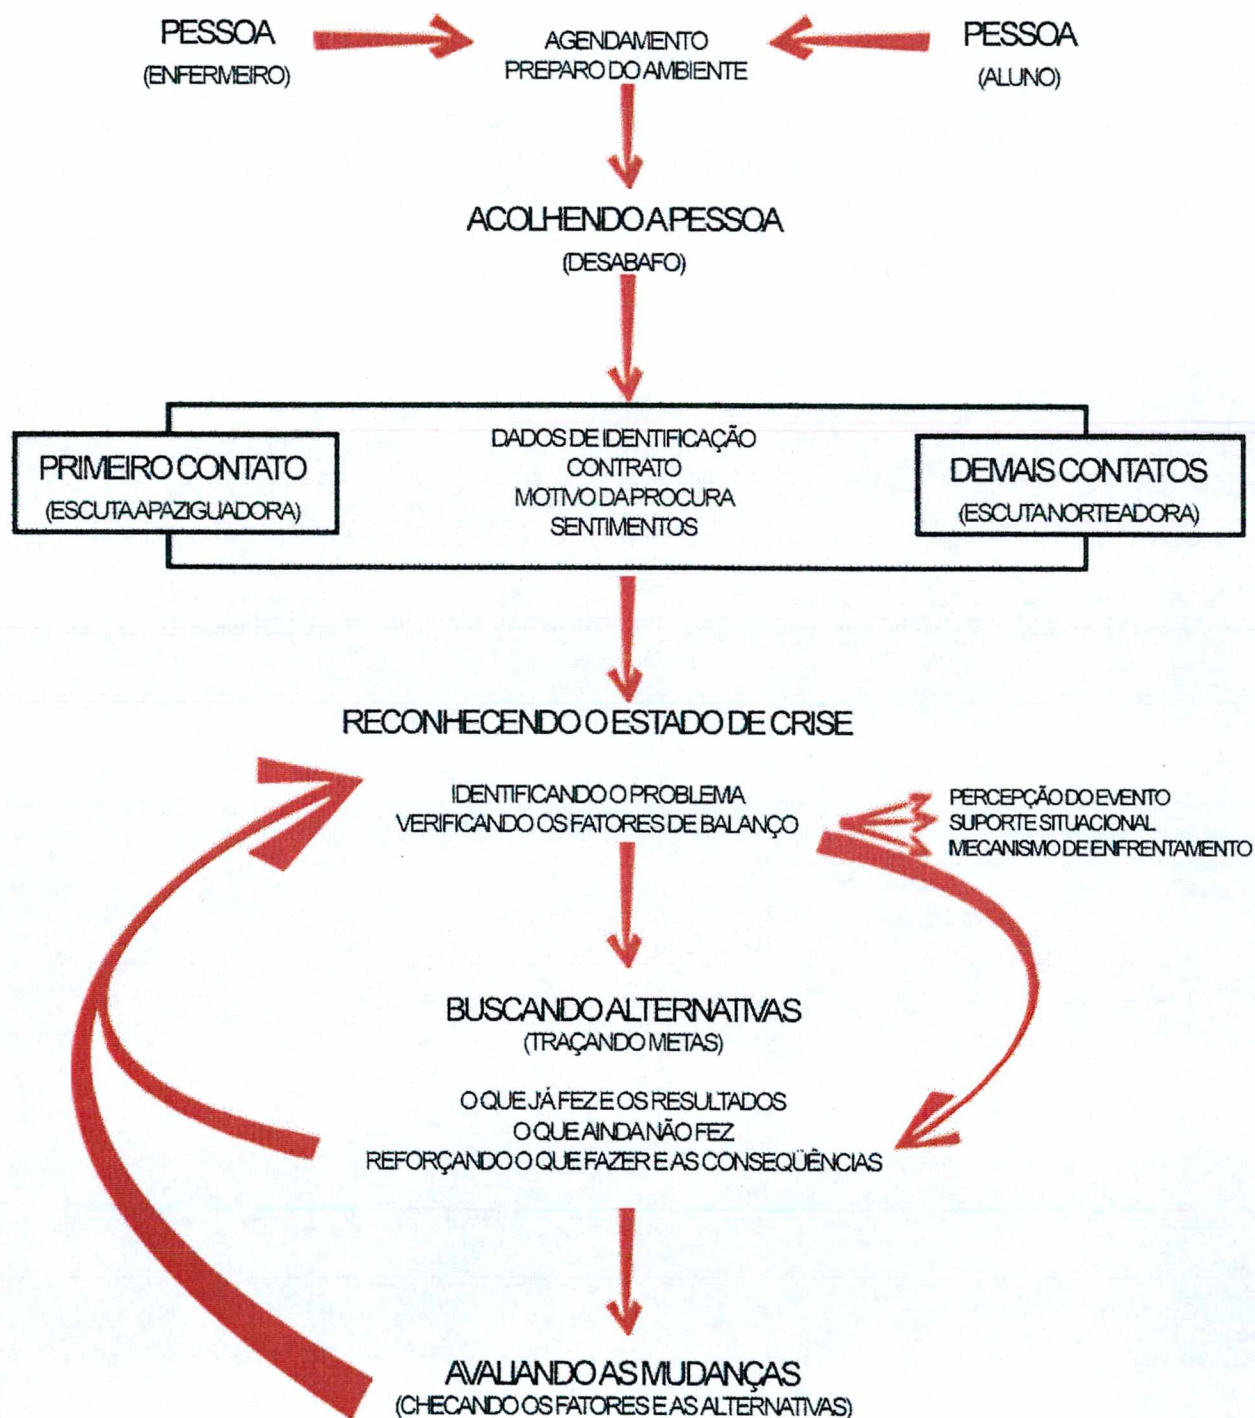 PESSOA
(ENFERMEIRO)
AGENDAMENTO
PREPARO DO AMBIENTE
PESSOA
(ALUNO)
ACOLHENDO A PESSOA
(DESABAFO)
PRIMEIRO CONTATO
(ESCUTA APAZIGUADORA)
DADOS DE IDENTIFICAÇÃO
CONTRATO
MOTIVO DA PROCURA
SENTIMENTOS
DEMAIS CONTATOS
(ESCUTA NORTEADORA)
RECONHECENDO O ESTADO DE CRISE
IDENTIFICANDO O PROBLEMA
VERIFICANDO OS FATORES DE BALANÇO
PERCEPÇÃO DO EVENTO
SUPORTE SITUACIONAL
MECANISMO DE ENFRENTAMENTO
BUSCANDO ALTERNATIVAS
(TRAÇANDO METAS)
O QUE JÁ FEZ E OS RESULTADOS
O QUE AINDA NÃO FEZ
REFORÇANDO O QUE FAZER E AS CONSEQÜÊNCIAS
AVALIANDO AS MUDANÇAS
(CHECANDO OS FATORES E AS ALTERNATIVAS)